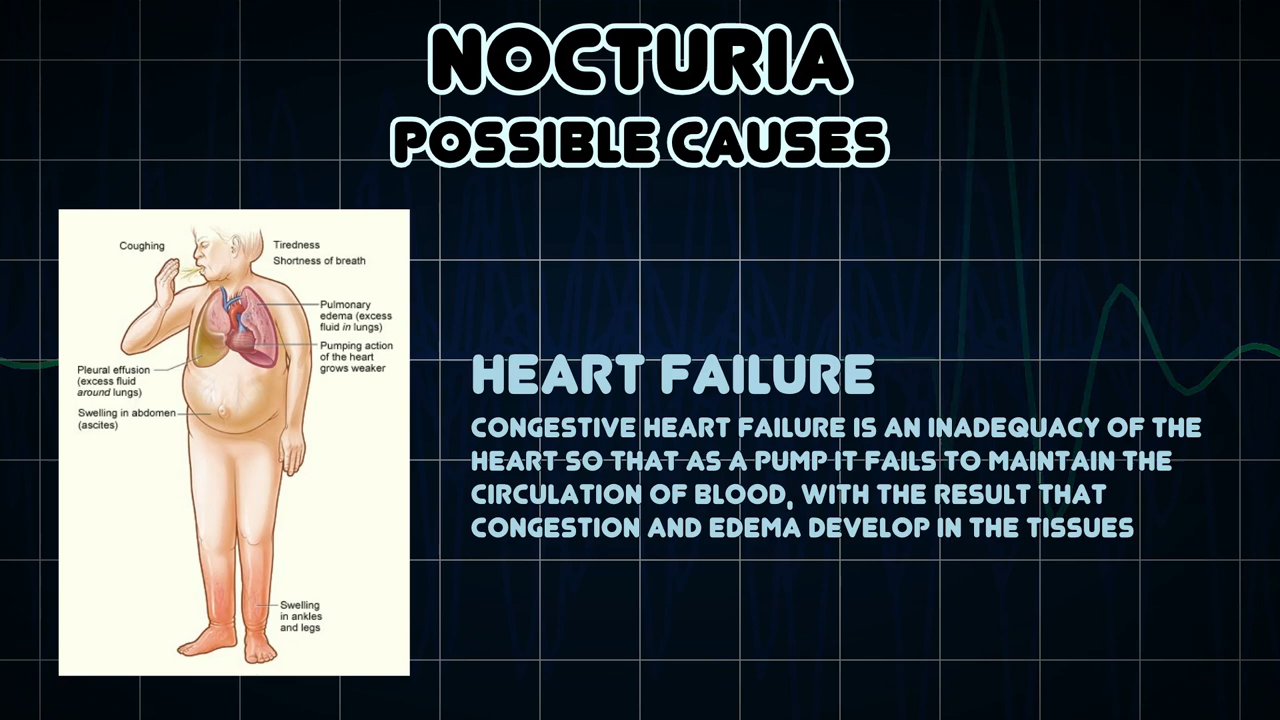 NOCTURIA
POSSIBLE CAUSES
Coughing
Tiredness
Shortness of breath
Pulmonary
edema (excess
fluid in lungs)
Pumping action
of the heart
grows weaker
Pleural effusion
(excess fluid
around lungs)
Swelling in abdomen
(ascites)
Swelling
in ankles
and legs
HEART FAILURE
CONGESTIVE HEART FAILURE IS AN INADEQUACY OF THE
HEART SO THAT AS A PUMP IT FAILS TO MAINTAIN THE
CIRCULATION OF BLOOD, WITH THE RESULT THAT
CONGESTION AND EDEMA DEVELOP IN THE TISSUES